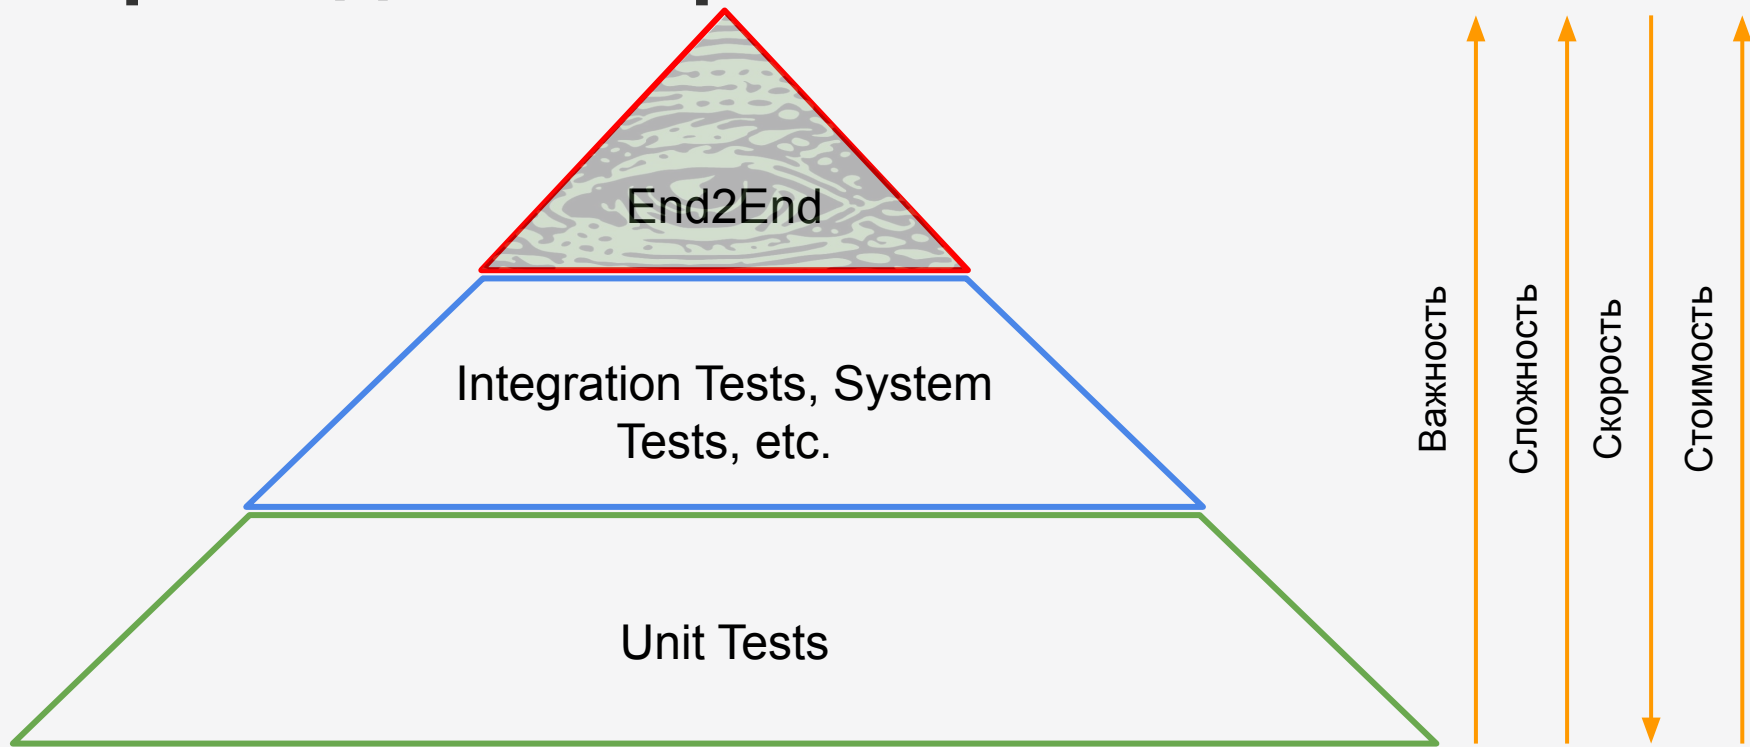 End2End
Integration Tests, System
Tests, etc.
Unit Tests
Важность
Сложность
Скорость
Стоимость